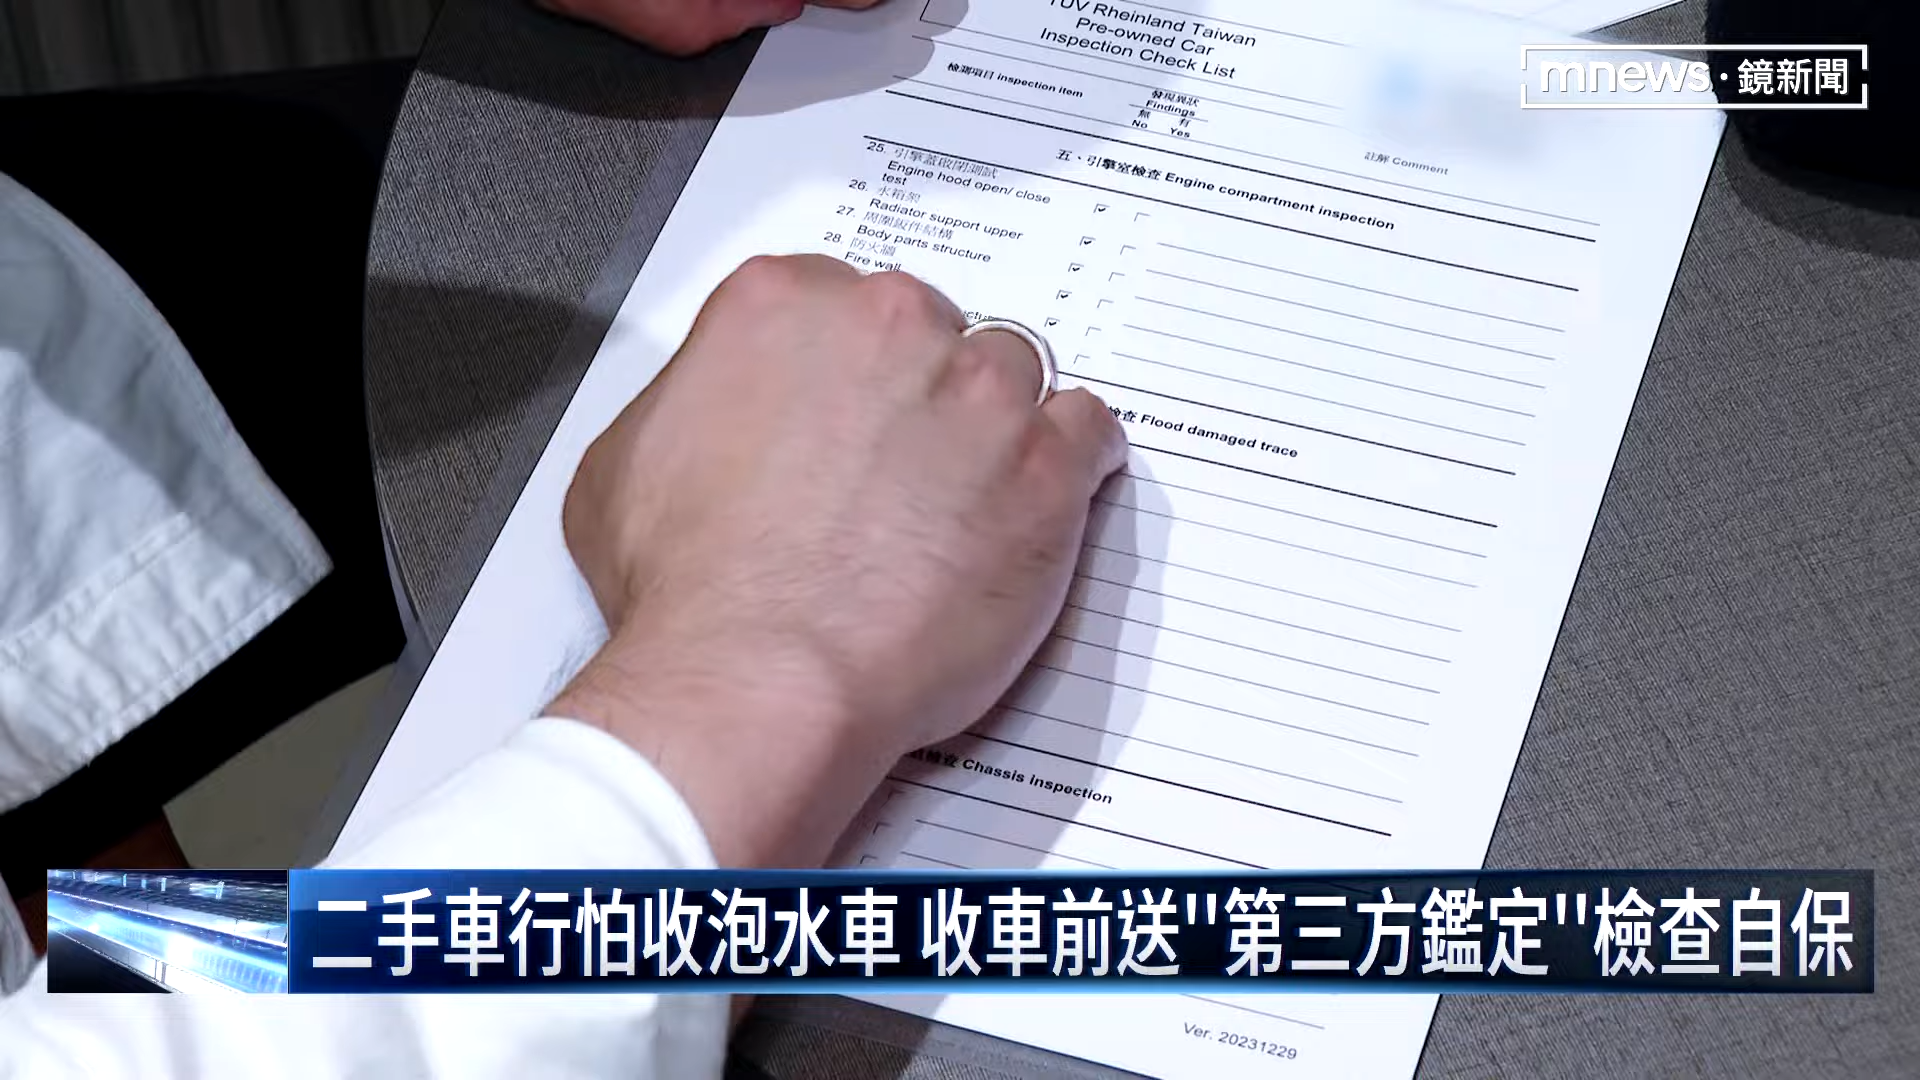 TÜV Rheinland Taiwan
Pre-owned Car
Inspection Check List
mnews·鏡新聞
檢測項目 inspection item
發現異狀
Findings
無 有
No Yes
註解 Comment
五、引擎室檢查 Engine compartment inspection
25. 引擎蓋啟閉測試
Engine hood open/ close
test
26. 水箱架
Radiator support upper
27. 周圍鈑件結構
Body parts structure
28. 防火牆
Fire wall
檢查 Flood damaged trace
檢查 Chassis inspection
二手車行怕收泡水車 收車前送"第三方鑑定"檢查自保
Ver. 20231229